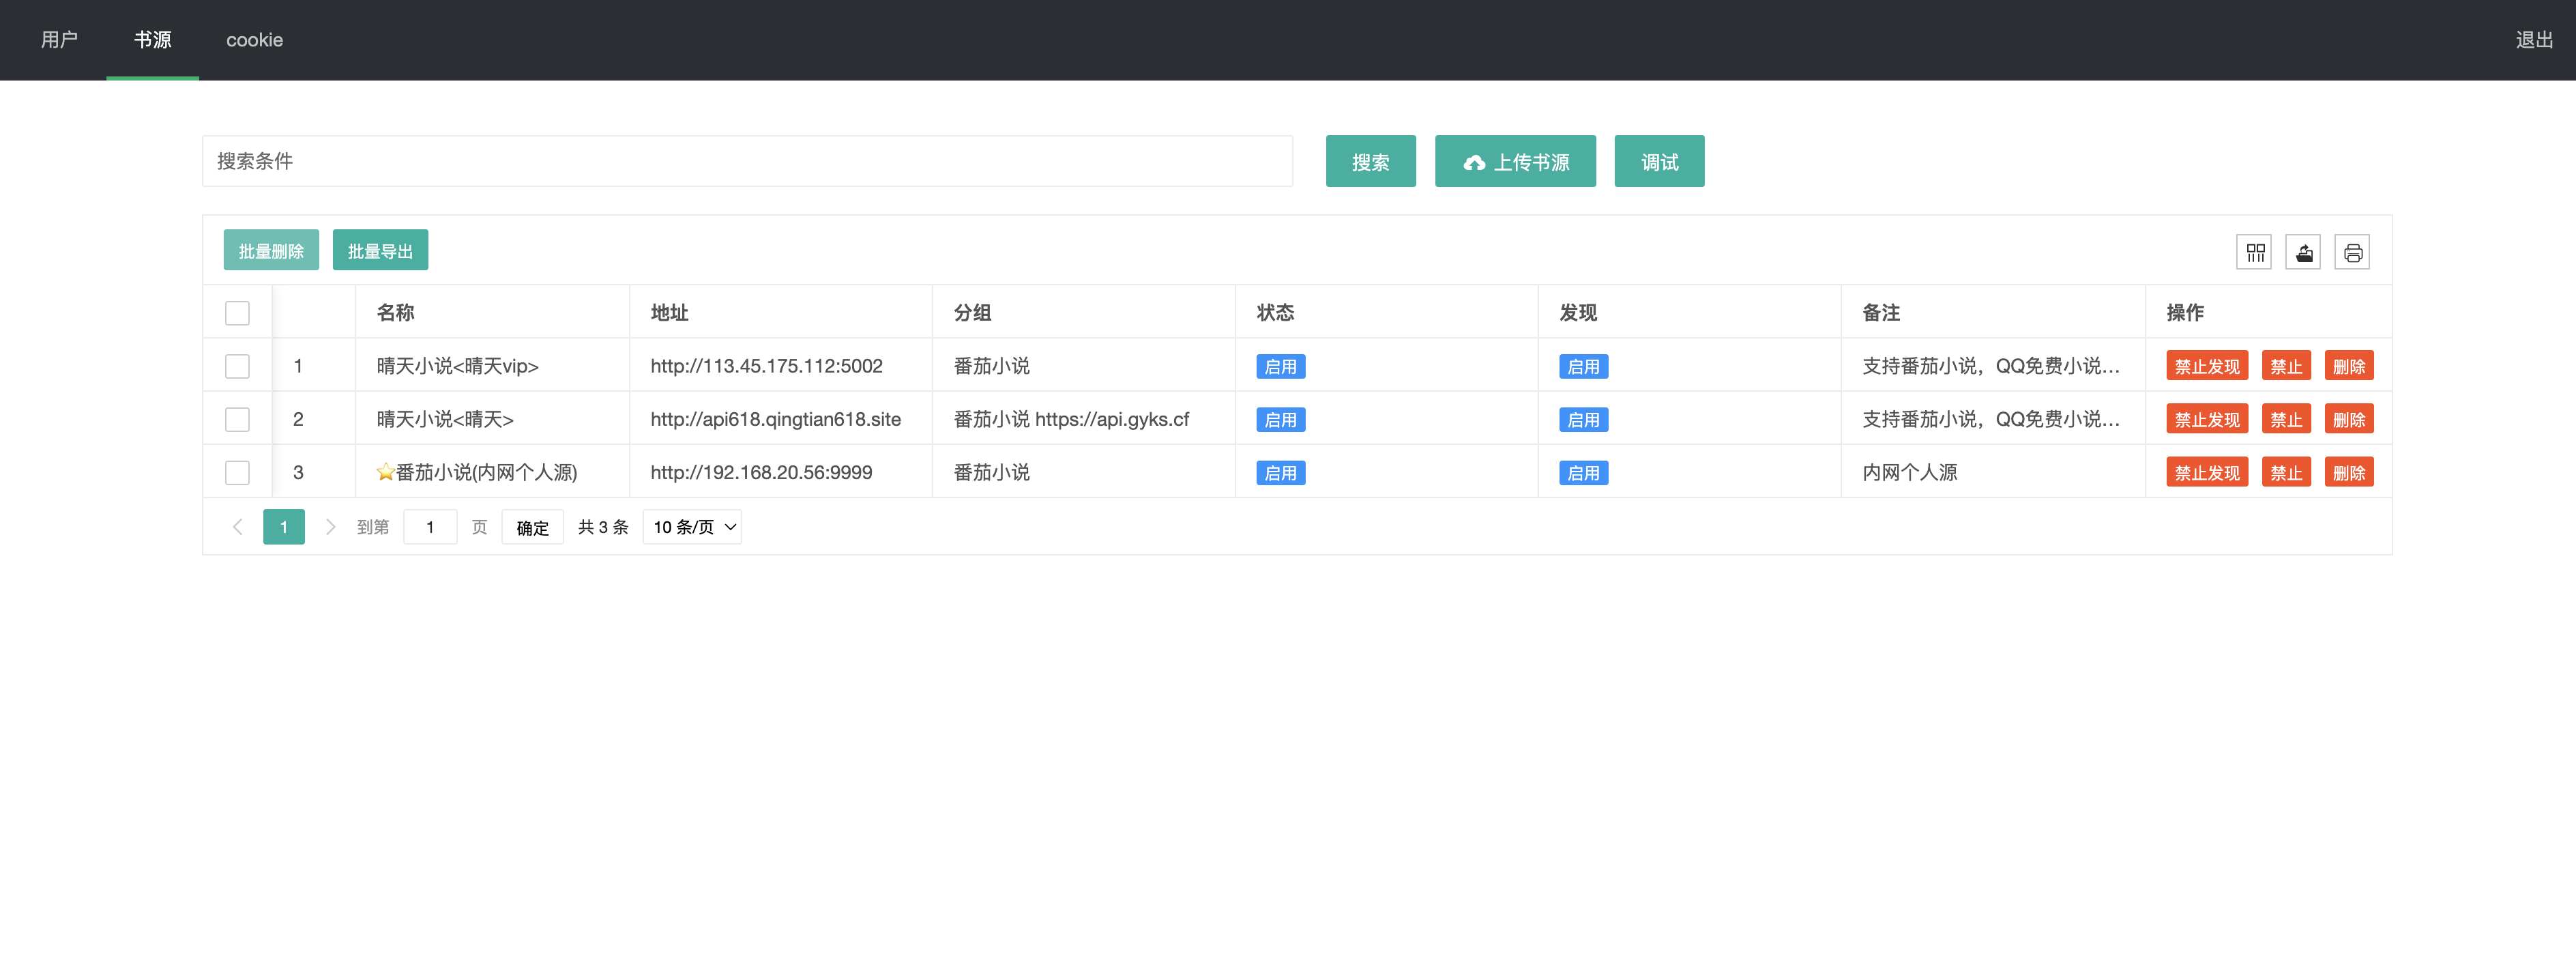 用户 书源 cookie 退出
搜索条件 搜索 上传书源 调试
批量删除 批量导出
名称 地址 分组 状态 发现 备注 操作
1 晴天小说<晴天vip> http://113.45.175.112:5002 番茄小说 启用 启用 支持番茄小说，QQ免费小说... 禁止发现 禁止 删除
2 晴天小说<晴天> http://api618.qingtian618.site 番茄小说 https://api.gyks.cf 启用 启用 支持番茄小说，QQ免费小说... 禁止发现 禁止 删除
3 ⭐番茄小说(内网个人源) http://192.168.20.56:9999 番茄小说 启用 启用 内网个人源 禁止发现 禁止 删除
1 到第 1 页 确定 共 3 条 10 条/页